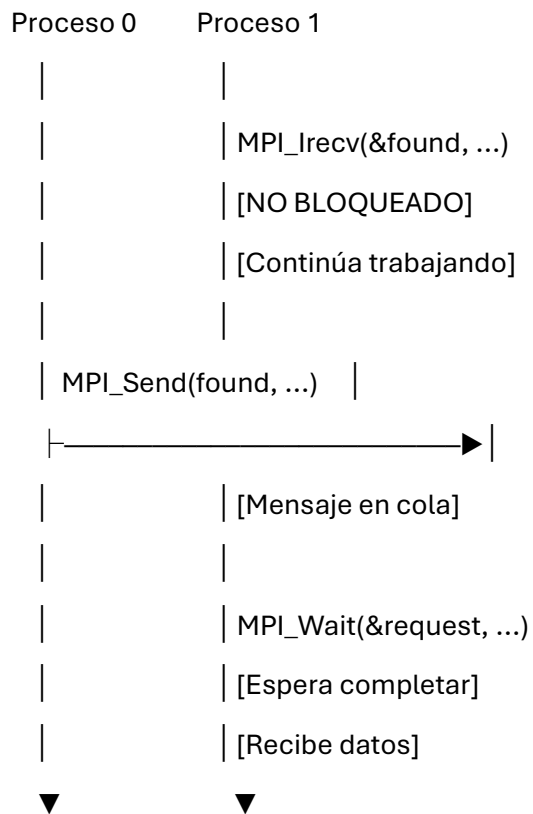 Proceso 0 Proceso 1
│ │
│ │ MPI_Irecv(&found, ...)
│ │ [NO BLOQUEADO]
│ │ [Continúa trabajando]
│ │
│ MPI_Send(found, ...) │
├─────────────────►│
│ │ [Mensaje en cola]
│ │
│ │ MPI_Wait(&request, ...)
│ │ [Espera completar]
│ │ [Recibe datos]
▼ ▼